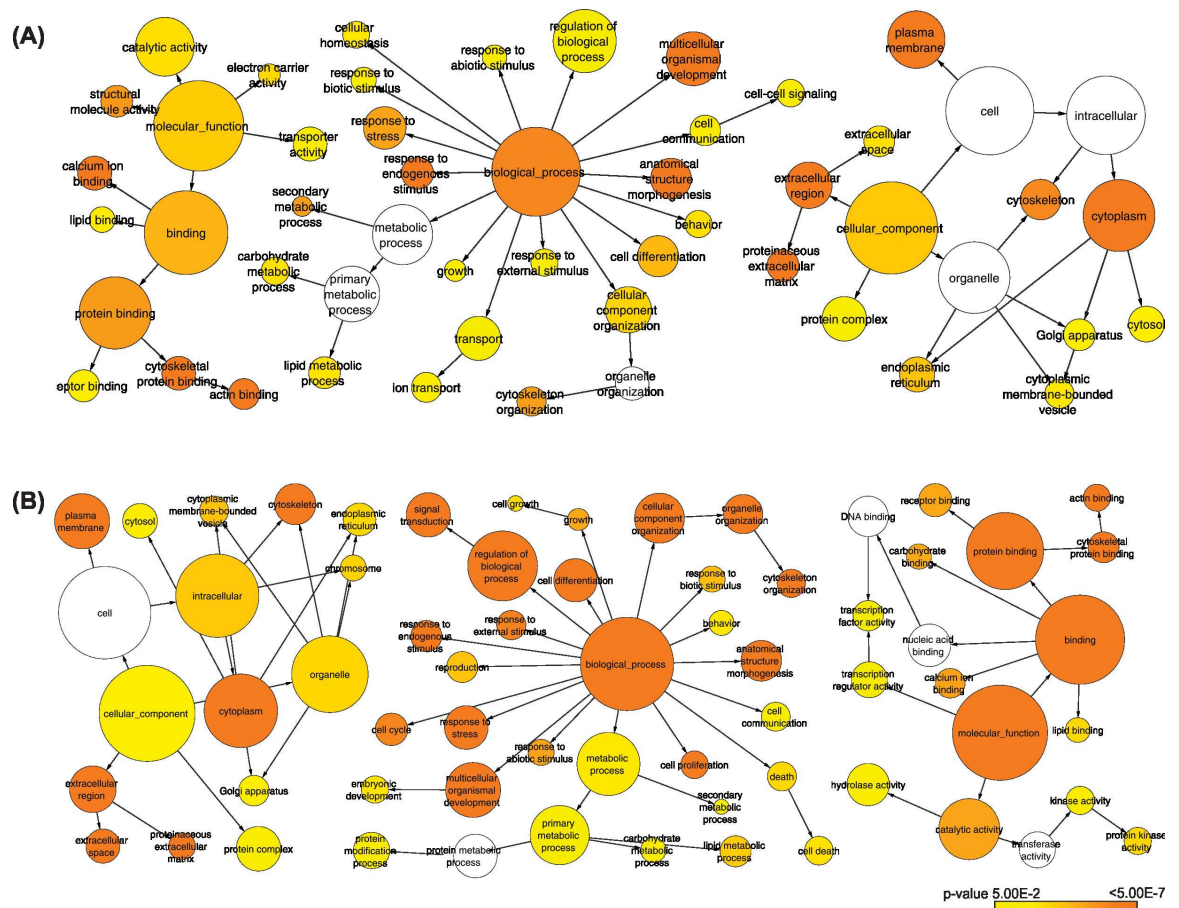 (A)
catalytic activity
electron carrier
activity
structural
molecule activity
molecular_function
transporter
activity
calcium ion
binding
lipid binding
binding
protein binding
eptor binding
cytoskeletal
protein binding
actin binding
cellular
homeostasis
response to
abiotic stimulus
regulation of
biological
process
multicellular
organismal
development
response to
biotic stimulus
cell-cell signaling
response to
stress
cell
communication
response to
endogenous
stimulus
biological_process
anatomical
structure
morphogenesis
secondary
metabolic
process
metabolic
process
behavior
carbohydrate
metabolic
process
primary
metabolic
process
growth
response to
external stimulus
cell differentiation
cellular
component
organization
transport
lipid metabolic
process
ion transport
cytoskeleton
organization
organelle
organization
plasma
membrane
cell
intracellular
extracellular
space
extracellular
region
cytoskeleton
cytoplasm
cellular_component
proteinaceous
extracellular
matrix
organelle
protein complex
Golgi apparatus
cytosol
endoplasmic
reticulum
cytoplasmic
membrane-bounded
vesicle
(B)
plasma
membrane
cytosol
cytoplasmic
membrane-bounded
vesicle
cytoskeleton
endoplasmic
reticulum
chromosome
cell
intracellular
organelle
cellular_component
cytoplasm
extracellular
region
Golgi apparatus
extracellular
space
proteinaceous
extracellular
matrix
protein complex
signal
transduction
cell growth
growth
cellular
component
organization
organelle
organization
regulation of
biological
process
cell differentiation
response to
biotic stimulus
cytoskeleton
organization
response to
endogenous
stimulus
response to
external stimulus
behavior
reproduction
biological_process
anatomical
structure
morphogenesis
cell cycle
response to
stress
cell
communication
response to
abiotic stimulus
metabolic
process
cell proliferation
death
embryonic
development
multicellular
organismal
development
secondary
metabolic
process
protein
modification
process
protein metabolic
process
primary
metabolic
process
carbohydrate
metabolic
process
lipid metabolic
process
cell death
DNA binding
receptor binding
actin binding
protein binding
cytoskeletal
protein binding
carbohydrate
binding
transcription
factor activity
nucleic acid
binding
binding
transcription
regulator activity
calcium ion
binding
molecular_function
lipid binding
hydrolase activity
kinase activity
catalytic activity
transferase
activity
protein kinase
activity
p-value 5.00E-2
<5.00E-7